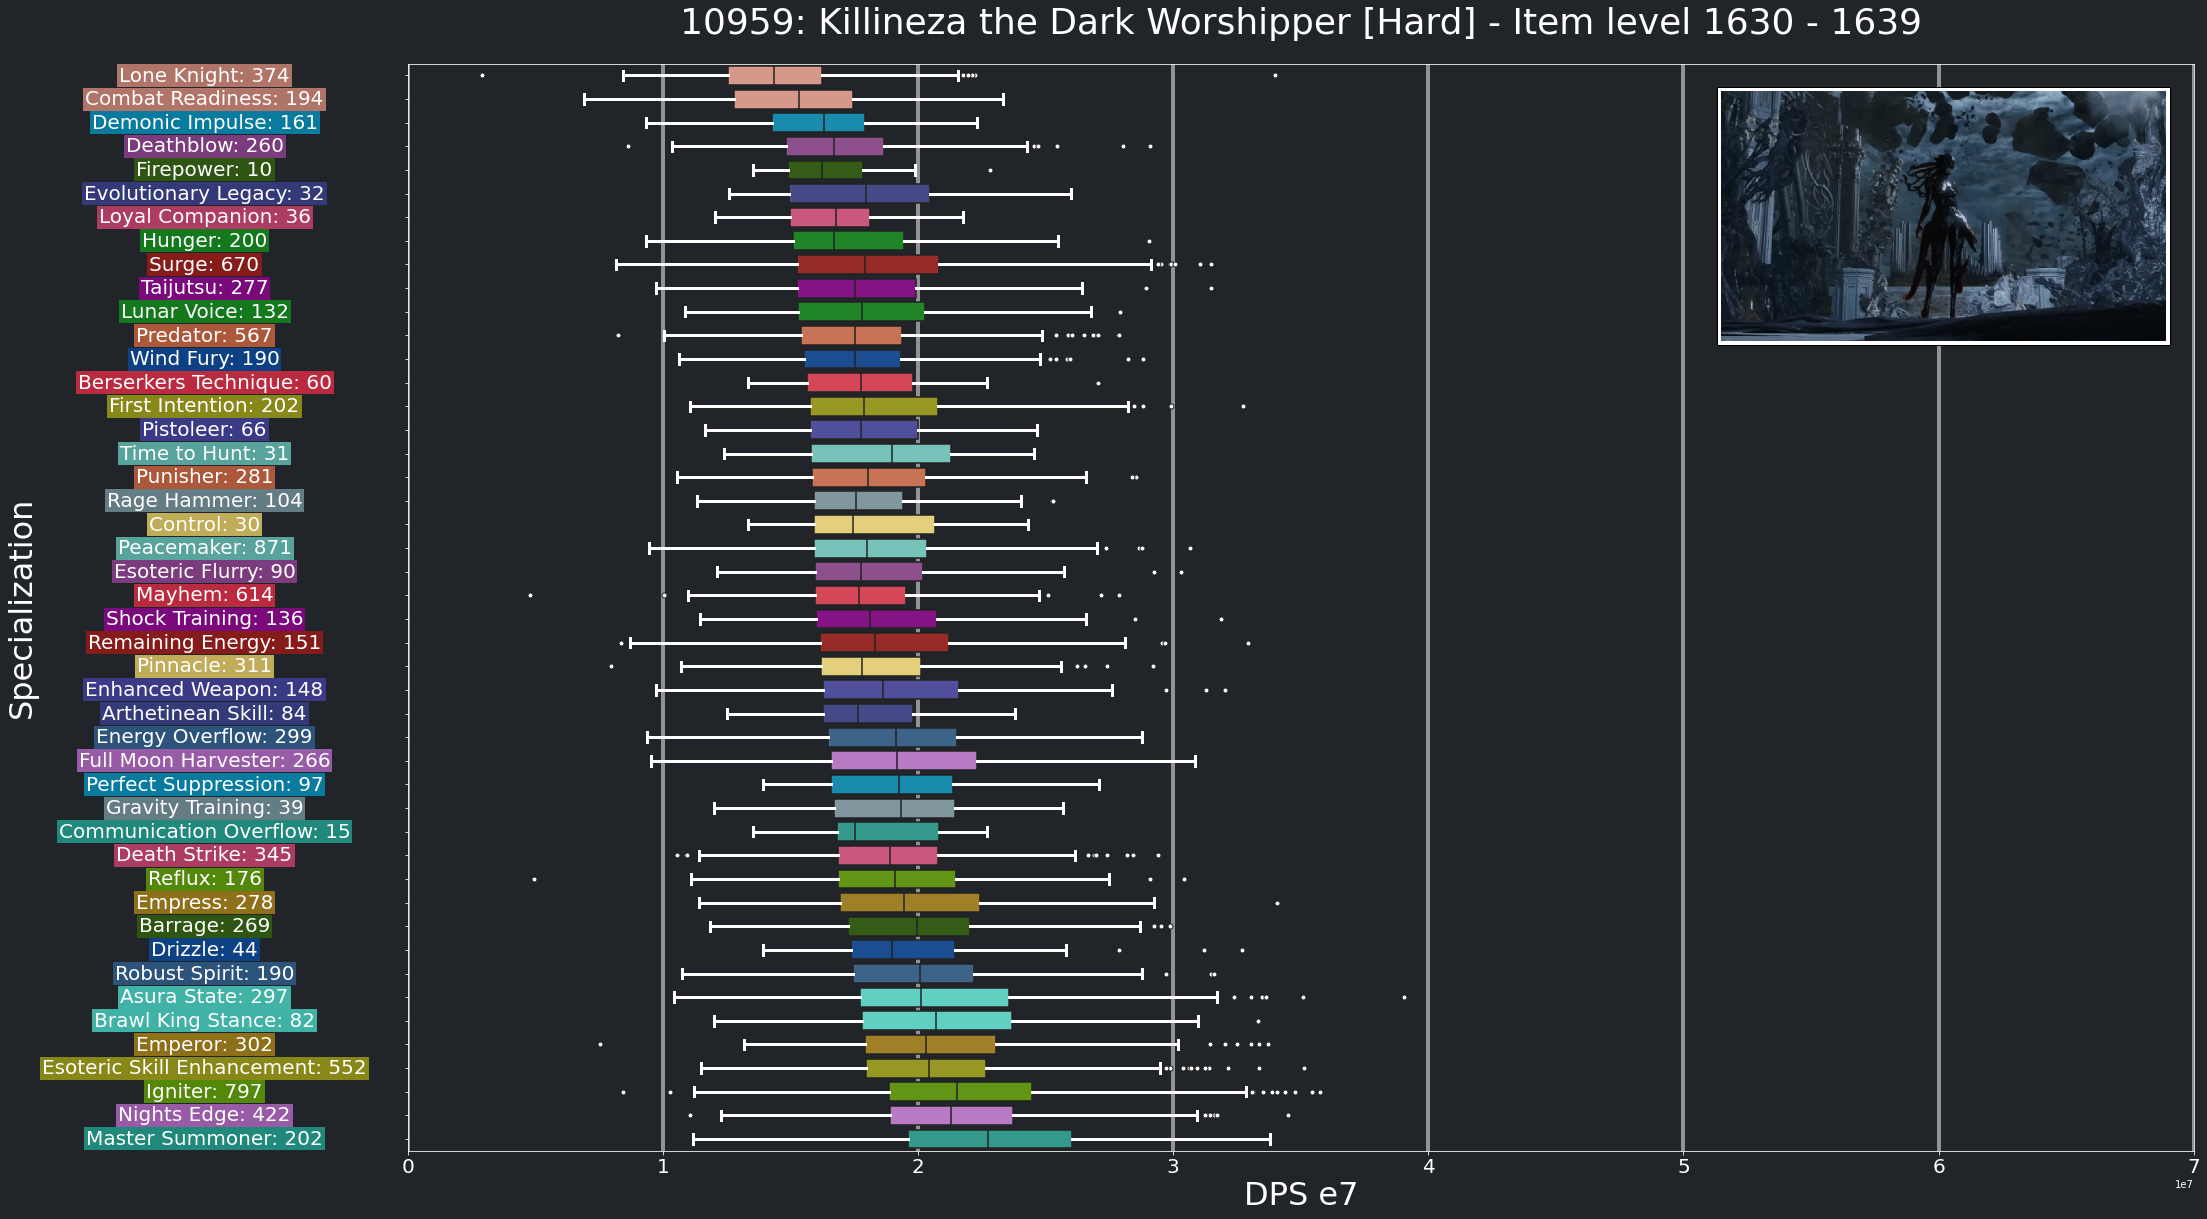 10959: Killineza the Dark Worshipper [Hard] - Item level 1630 - 1639
Lone Knight: 374
Combat Readiness: 194
Demonic Impulse: 161
Deathblow: 260
Firepower: 10
Evolutionary Legacy: 32
Loyal Companion: 36
Hunger: 200
Surge: 670
Taijutsu: 277
Lunar Voice: 132
Predator: 567
Wind Fury: 190
Berserkers Technique: 60
First Intention: 202
Pistoleer: 66
Time to Hunt: 31
Punisher: 281
Rage Hammer: 104
Control: 30
Peacemaker: 871
Esoteric Flurry: 90
Mayhem: 614
Shock Training: 136
Remaining Energy: 151
Pinnacle: 311
Enhanced Weapon: 148
Arthetinean Skill: 84
Energy Overflow: 299
Full Moon Harvester: 266
Perfect Suppression: 97
Gravity Training: 39
Communication Overflow: 15
Death Strike: 345
Reflux: 176
Empress: 278
Barrage: 269
Drizzle: 44
Robust Spirit: 190
Asura State: 297
Brawl King Stance: 82
Emperor: 302
Esoteric Skill Enhancement: 552
Igniter: 797
Nights Edge: 422
Master Summoner: 202
Specialization
0 1 2 3 4 5 6 7
1e7
DPS e7